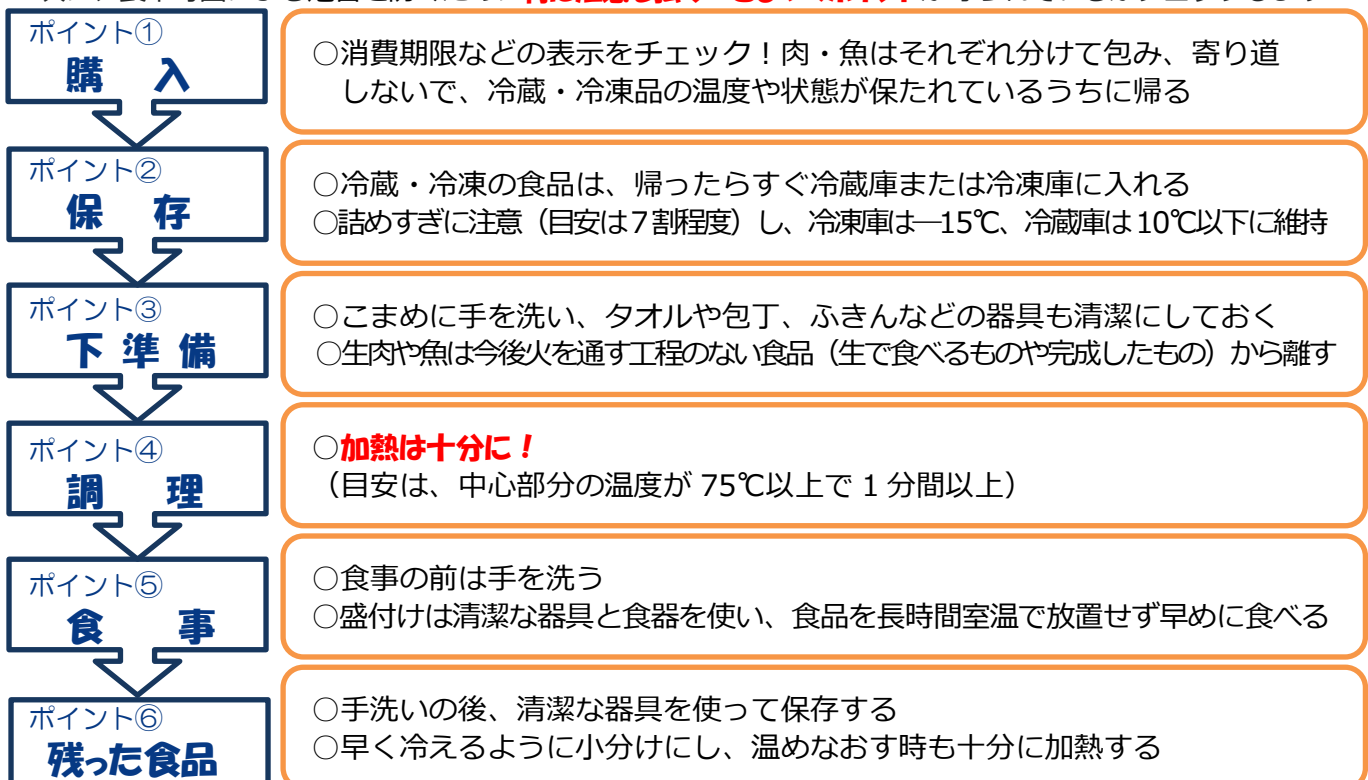 ポイント①
購入
○消費期限などの表示をチェック！肉・魚はそれぞれ分けて包み、寄り道
しないで、冷蔵・冷凍品の温度や状態が保たれているうちに帰る
ポイント②
保存
○冷蔵・冷凍の食品は、帰ったらすぐ冷蔵庫または冷凍庫に入れる
○詰めすぎに注意（目安は７割程度）し、冷凍庫は―15℃、冷蔵庫は10℃以下に維持
ポイント③
下準備
○こまめに手を洗い、タオルや包丁、ふきんなどの器具も清潔にしておく
○生肉や魚は今後火を通す工程のない食品（生で食べるものや完成したもの）から離す
ポイント④
調理
○加熱は十分に！
（目安は、中心部分の温度が 75℃以上で 1 分間以上）
ポイント⑤
食事
○食事の前は手を洗う
○盛付けは清潔な器具と食器を使い、食品を長時間室温で放置せず早めに食べる
ポイント⑥
残った食品
○手洗いの後、清潔な器具を使って保存する
○早く冷えるように小分けにし、温めなおす時も十分に加熱する